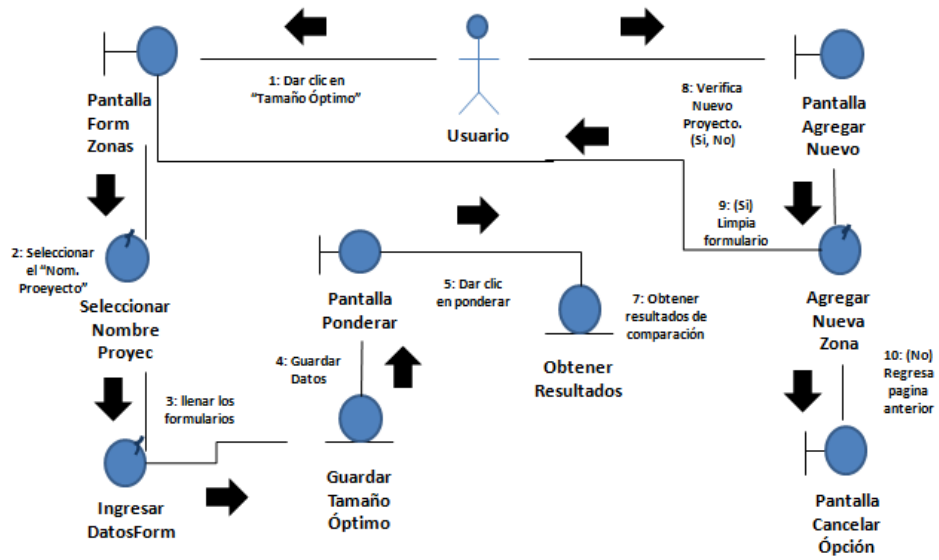 1: Dar clic en
“Tamaño Óptimo”
Usuario
8: Verifica
Nuevo
Proyecto.
(Si, No)
Pantalla
Form
Zonas
Pantalla
Agregar
Nuevo
2: Seleccionar
el “Nom.
Proeyecto”
Seleccionar
Nombre
Proyec
Pantalla
Ponderar
5: Dar clic
en ponderar
7: Obtener
resultados de
comparación
Obtener
Resultados
9: (Si)
Limpia
formulario
Agregar
Nueva
Zona
4: Guardar
Datos
3: llenar los
formularios
Ingresar
DatosForm
Guardar
Tamaño
Óptimo
10: (No)
Regresa
pagina
anterior
Pantalla
Cancelar
Ópción